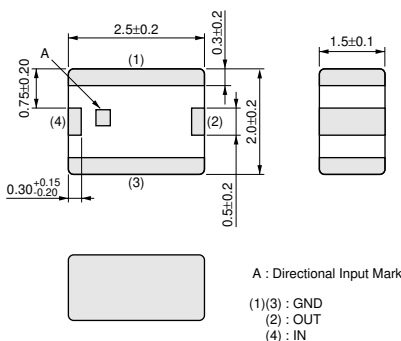 2.5±0.2
A
(1)
0.3±0.2
1.5±0.1
0.75±0.20
(4)
(2)
2.0±0.2
(3)
0.30+0.15
-0.20
0.5±0.2
A : Directional Input Mark
(1)(3) : GND
(2) : OUT
(4) : IN